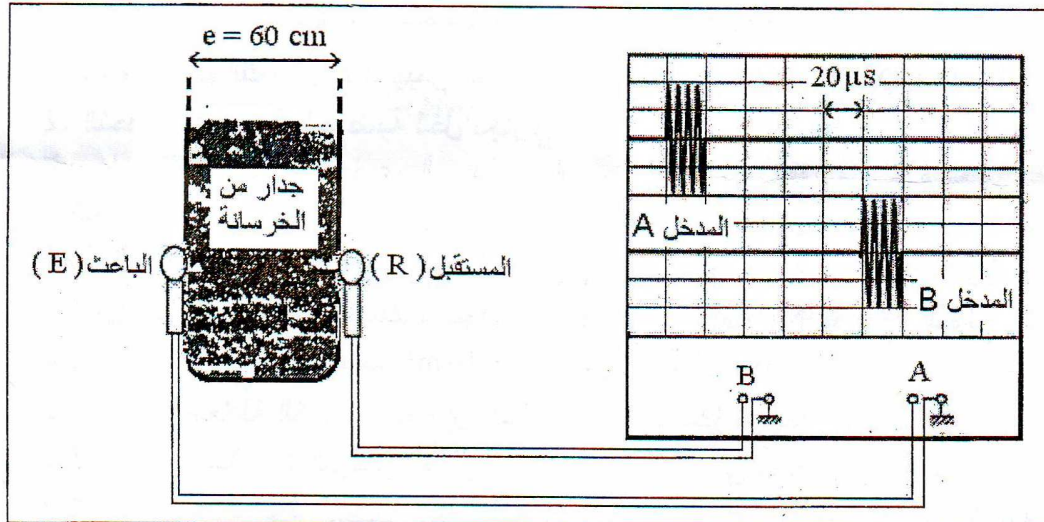 e = 60 cm
20 µs
جدار من
الخرسانة
المدخل A
الباعث (E)
المستقبل (R)
المدخل B
B
A